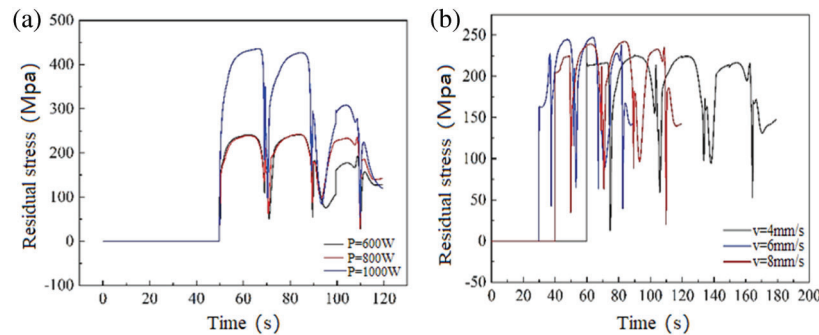 (a)
500
400
300
200
100
0
-100
Residual stress (Mpa)
0 20 40 60 80 100 120
Time (s)
P=600W
P=800W
P=1000W
(b)
250
200
150
100
50
0
-50
Residual stress (Mpa)
0 20 40 60 80 100 120 140 160 180 200
Time (s)
v=4mm/s
v=6mm/s
v=8mm/s